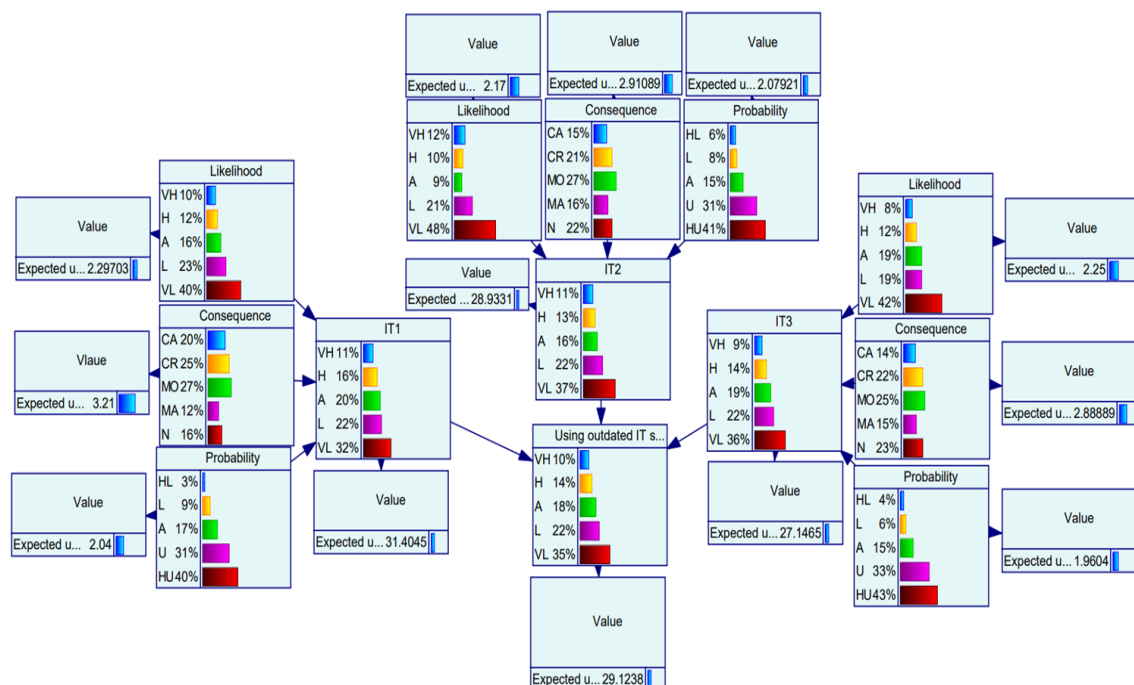 Value
Expected u... 2.17
Value
Expected u... 2.91089
Value
Expected u... 2.07921
Likelihood
VH 12%
H 10%
A 9%
L 21%
VL 48%
Consequence
CA 15%
CR 21%
MO 27%
MA 16%
N 22%
Probability
HL 6%
L 8%
A 15%
U 31%
HU 41%
Likelihood
VH 10%
H 12%
A 16%
L 23%
VL 40%
Value
Expected u... 2.29703
Likelihood
VH 8%
H 12%
A 19%
L 19%
VL 42%
Value
Expected u... 2.25
Value
Expected ... 28.9331
IT2
VH 11%
H 13%
A 16%
L 22%
VL 37%
Consequence
CA 20%
CR 25%
MO 27%
MA 12%
N 16%
Vlaue
Expected u... 3.21
IT1
VH 11%
H 16%
A 20%
L 22%
VL 32%
IT3
VH 9%
H 14%
A 19%
L 22%
VL 36%
Consequence
CA 14%
CR 22%
MO 25%
MA 15%
N 23%
Value
Expected u... 2.88889
Using outdated IT s...
VH 10%
H 14%
A 18%
L 22%
VL 35%
Probability
HL 3%
L 9%
A 17%
U 31%
HU 40%
Value
Expected u... 2.04
Value
Expected u... 31.4045
Value
Expected u... 27.1465
Probability
HL 4%
L 6%
A 15%
U 33%
HU 43%
Value
Expected u... 1.9604
Value
Expected u... 29.1238